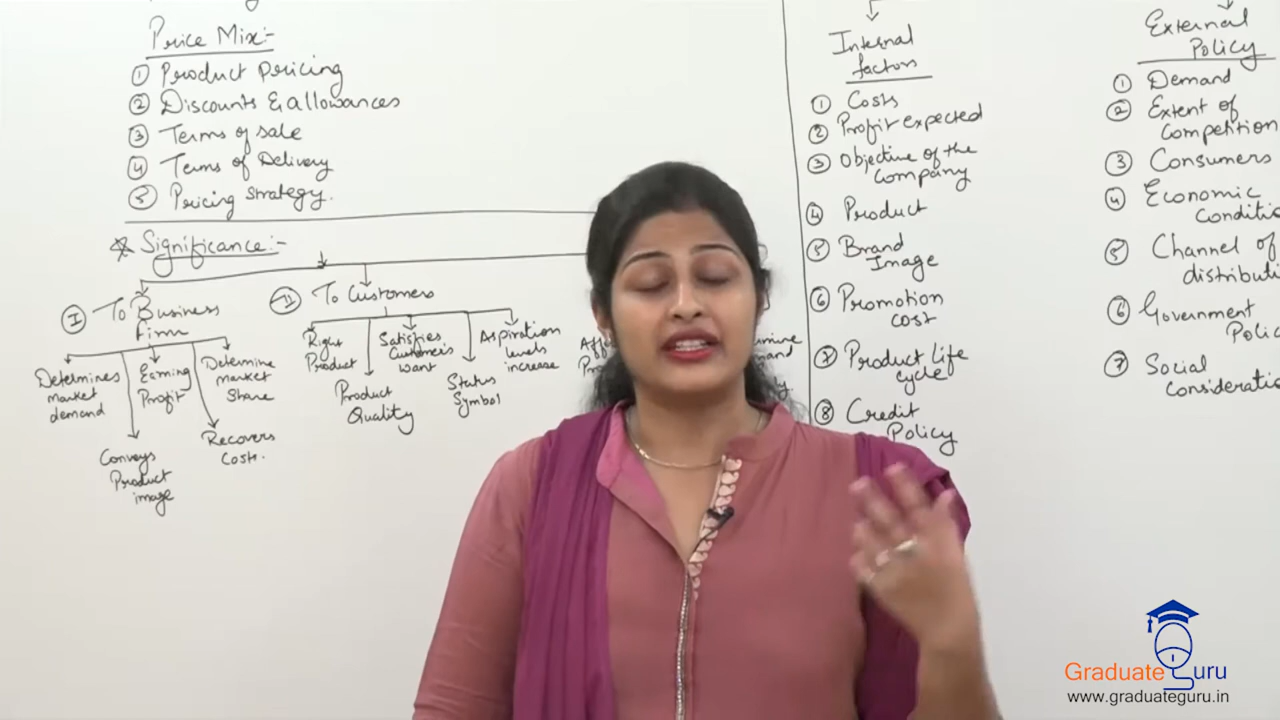 Price Mix:-
① Product pricing
② Discounts & allowances
③ Terms of sale
④ Terms of Delivery
⑤ Pricing strategy.
Significance:-
I To Business
firm
Determines
market
demand
Conveys
Product
image
Earning
Profit
Recovers
Costs.
Determine
market
Share
II To Customers
Right
Product
Product
Quality
Satisfies
Customer's
want
Status
Symbol
Aspiration
levels
increase
Internal
factors
① Costs
② Profit expected
③ Objective of the
company
④ Product
⑤ Brand
Image
⑥ Promotion
cost
⑦ Product Life
cycle
⑧ Credit
Policy
External
Policy
① Demand
② Extent of
Competition
③ Consumers
④ Economic
Conditio
⑤ Channel of
distributi
⑥ Government
Polic
⑦ Social
Consideratio
Graduate Guru
www.graduateguru.in